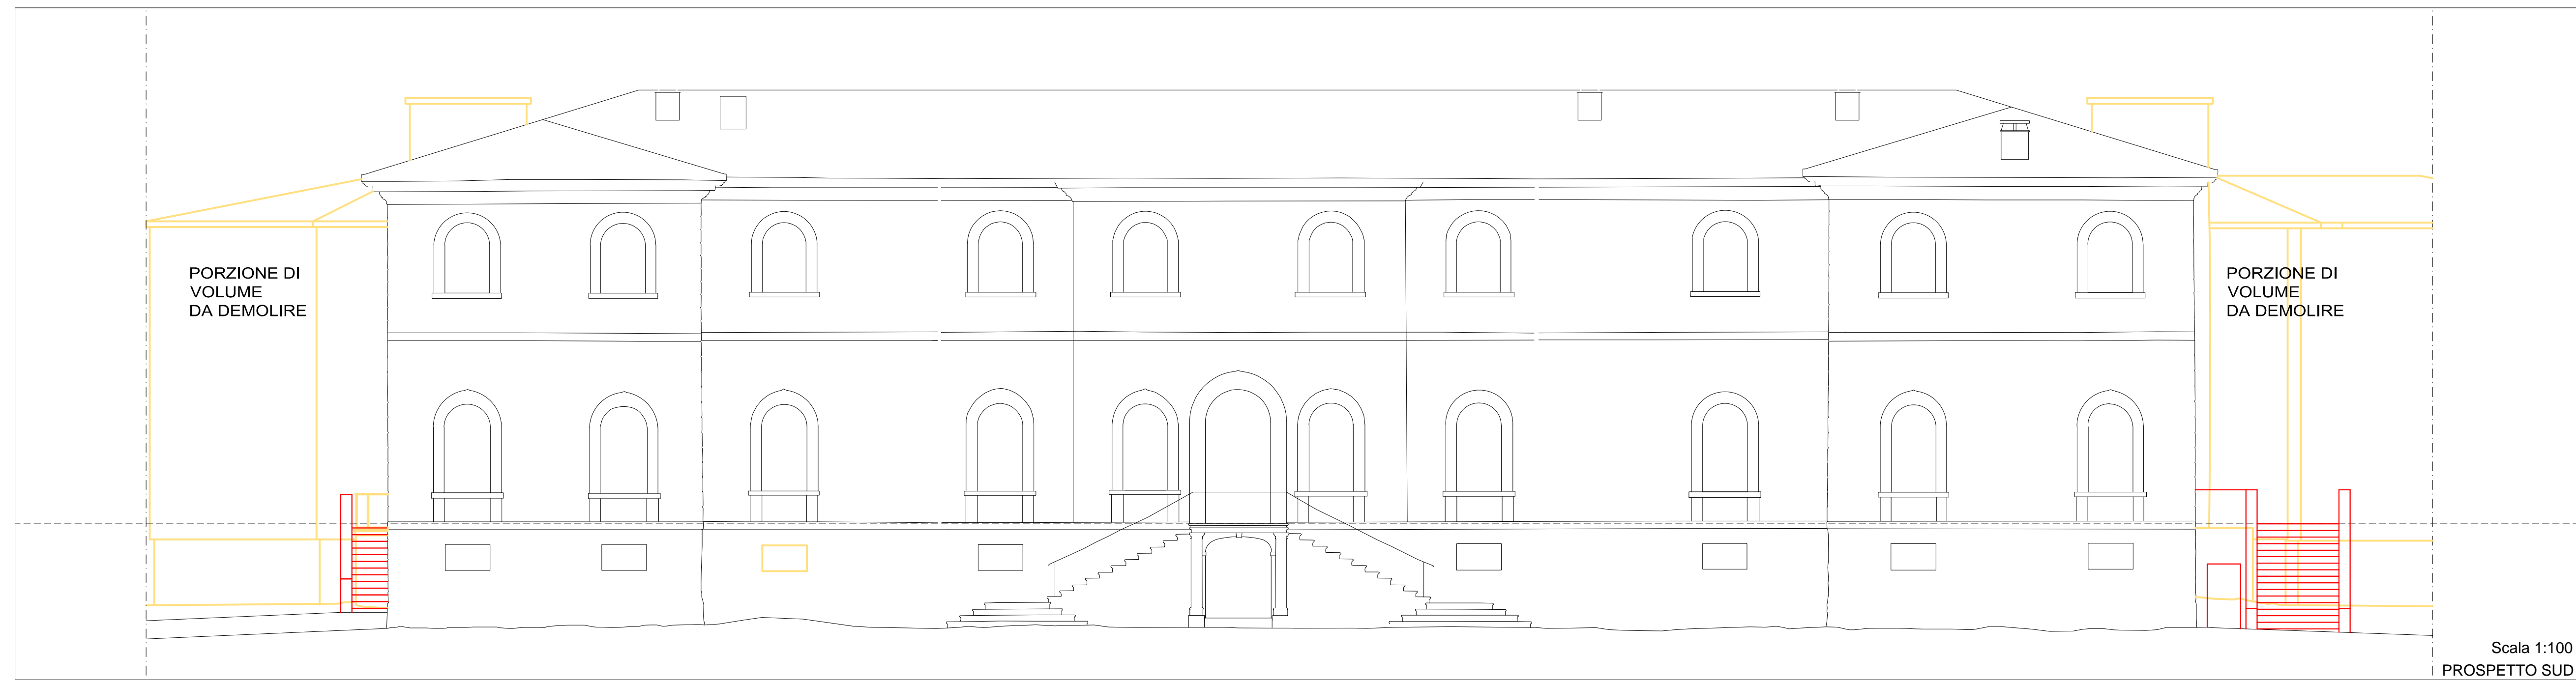 PORZIONE DI
VOLUME
DA DEMOLIRE
PORZIONE DI
VOLUME
DA DEMOLIRE
Scala 1:100
PROSPETTO SUD